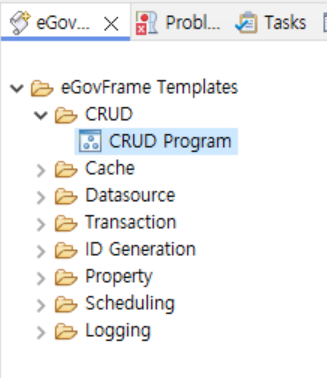 eGov... Probl... Tasks
eGovFrame Templates
CRUD
CRUD Program
Cache
Datasource
Transaction
ID Generation
Property
Scheduling
Logging